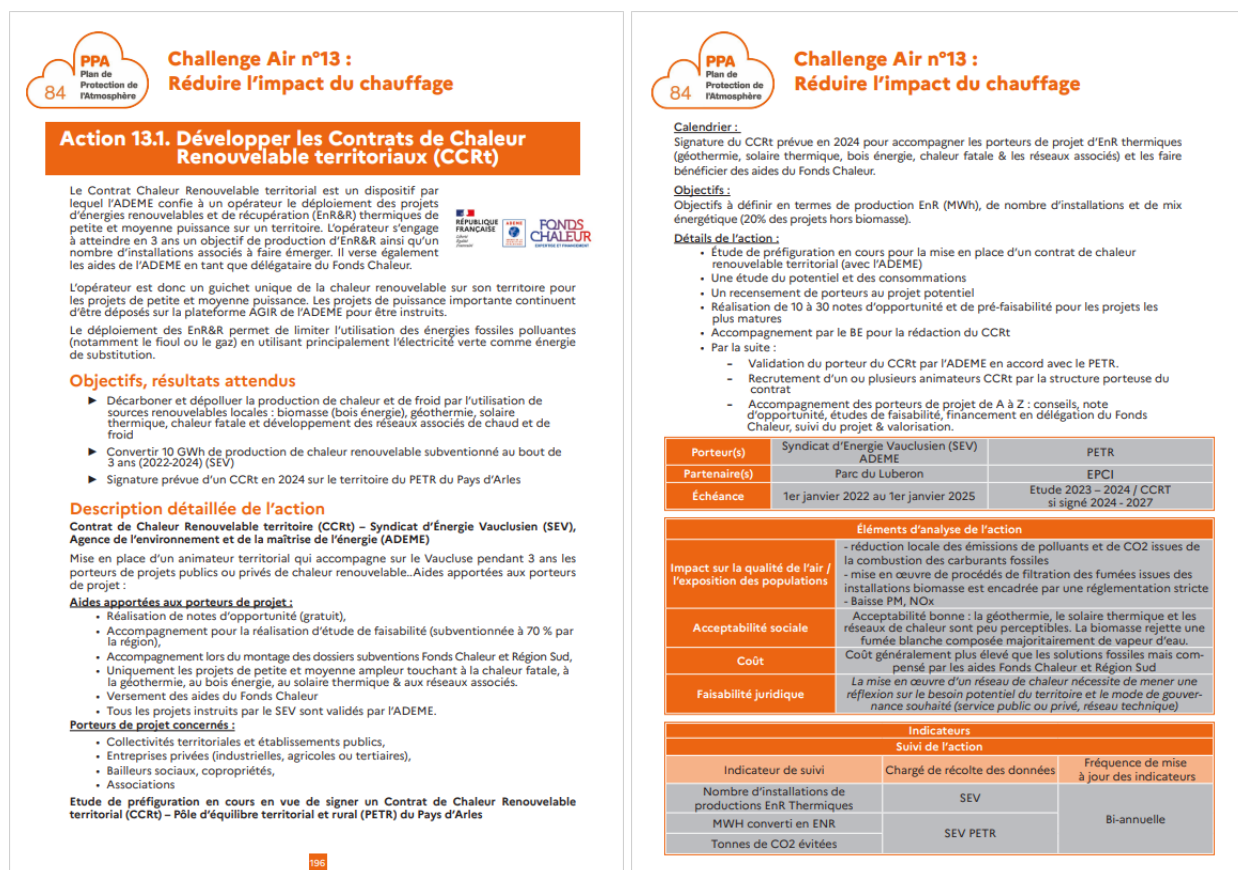 PPA
Plan de
Protection de
l'Atmosphère
84
Challenge Air n°13 :
Réduire l'impact du chauffage
Action 13.1. Développer les Contrats de Chaleur
Renouvelable territoriaux (CCRt)
Le Contrat Chaleur Renouvelable territorial est un dispositif par
lequel l'ADEME confie à un opérateur le déploiement des projets
d'énergies renouvelables et de récupération (EnR&R) thermiques de
petite et moyenne puissance sur un territoire. L'opérateur s'engage
à atteindre en 3 ans un objectif de production d'EnR&R ainsi qu'un
nombre d'installations associés à faire émerger. Il verse également
les aides de l'ADEME en tant que délégataire du Fonds Chaleur.
RÉPUBLIQUE
FRANÇAISE
Liberté
Égalité
Fraternité
ADEME
FONDS
CHALEUR
EXPERTISE ET FINANCEMENT
L'opérateur est donc un guichet unique de la chaleur renouvelable sur son territoire pour
les projets de petite et moyenne puissance. Les projets de puissance importante continuent
d'être déposés sur la plateforme AGIR de l'ADEME pour être instruits.
Le déploiement des EnR&R permet de limiter l'utilisation des énergies fossiles polluantes
(notamment le fioul ou le gaz) en utilisant principalement l'électricité verte comme énergie
de substitution.
Objectifs, résultats attendus
► Décarboner et dépolluer la production de chaleur et de froid par l'utilisation de
sources renouvelables locales : biomasse (bois énergie), géothermie, solaire
thermique, chaleur fatale et développement des réseaux associés de chaud et de
froid
► Convertir 10 GWh de production de chaleur renouvelable subventionné au bout de
3 ans (2022-2024) (SEV)
► Signature prévue d'un CCRt en 2024 sur le territoire du PETR du Pays d'Arles
Description détaillée de l'action
Contrat de Chaleur Renouvelable territoire (CCRt) – Syndicat d'Énergie Vauclusien (SEV),
Agence de l'environnement et de la maîtrise de l'énergie (ADEME)
Mise en place d'un animateur territorial qui accompagne sur le Vaucluse pendant 3 ans les
porteurs de projets publics ou privés de chaleur renouvelable..Aides apportées aux porteurs
de projet :
Aides apportées aux porteurs de projet :
• Réalisation de notes d'opportunité (gratuit),
• Accompagnement pour la réalisation d'étude de faisabilité (subventionnée à 70 % par
la région),
• Accompagnement lors du montage des dossiers subventions Fonds Chaleur et Région Sud,
• Uniquement les projets de petite et moyenne ampleur touchant à la chaleur fatale, à
la géothermie, au bois énergie, au solaire thermique & aux réseaux associés.
• Versement des aides du Fonds Chaleur
• Tous les projets instruits par le SEV sont validés par l'ADEME.
Porteurs de projet concernés :
• Collectivités territoriales et établissements publics,
• Entreprises privées (industrielles, agricoles ou tertiaires),
• Bailleurs sociaux, copropriétés,
• Associations
Etude de préfiguration en cours en vue de signer un Contrat de Chaleur Renouvelable
territorial (CCRt) – Pôle d'équilibre territorial et rural (PETR) du Pays d'Arles
196
PPA
Plan de
Protection de
l'Atmosphère
84
Challenge Air n°13 :
Réduire l'impact du chauffage
Calendrier :
Signature du CCRt prévue en 2024 pour accompagner les porteurs de projet d'EnR thermiques
(géothermie, solaire thermique, bois énergie, chaleur fatale & les réseaux associés) et les faire
bénéficier des aides du Fonds Chaleur.
Objectifs :
Objectifs à définir en termes de production EnR (MWh), de nombre d'installations et de mix
énergétique (20% des projets hors biomasse).
Détails de l'action :
• Étude de préfiguration en cours pour la mise en place d'un contrat de chaleur
renouvelable territorial (avec l'ADEME)
• Une étude du potentiel et des consommations
• Un recensement de porteurs au projet potentiel
• Réalisation de 10 à 30 notes d'opportunité et de pré-faisabilité pour les projets les
plus matures
• Accompagnement par le BE pour la rédaction du CCRt
• Par la suite :
– Validation du porteur du CCRt par l'ADEME en accord avec le PETR.
– Recrutement d'un ou plusieurs animateurs CCRt par la structure porteuse du
contrat
– Accompagnement des porteurs de projet de A à Z : conseils, note
d'opportunité, études de faisabilité, financement en délégation du Fonds
Chaleur, suivi du projet & valorisation.
Porteur(s)
Syndicat d'Energie Vauclusien (SEV)
ADEME
PETR
Partenaire(s)
Parc du Luberon
EPCI
Échéance
1er janvier 2022 au 1er janvier 2025
Etude 2023 – 2024 / CCRT
si signé 2024 - 2027
Éléments d'analyse de l'action
Impact sur la qualité de l'air /
l'exposition des populations
- réduction locale des émissions de polluants et de CO2 issues de
la combustion des carburants fossiles
- mise en œuvre de procédés de filtration des fumées issues des
installations biomasse est encadrée par une réglementation stricte
- Baisse PM, NOx
Acceptabilité sociale
Acceptabilité bonne : la géothermie, le solaire thermique et les
réseaux de chaleur sont peu perceptibles. La biomasse rejette une
fumée blanche composée majoritairement de vapeur d'eau.
Coût
Coût généralement plus élevé que les solutions fossiles mais com-
pensé par les aides Fonds Chaleur et Région Sud
Faisabilité juridique
La mise en œuvre d'un réseau de chaleur nécessite de mener une
réflexion sur le besoin potentiel du territoire et le mode de gouver-
nance souhaité (service public ou privé, réseau technique)
Indicateurs
Suivi de l'action
Indicateur de suivi
Chargé de récolte des données
Fréquence de mise
à jour des indicateurs
Nombre d'installations de
productions EnR Thermiques
SEV
MWH converti en ENR
SEV PETR
Bi-annuelle
Tonnes de CO2 évitées